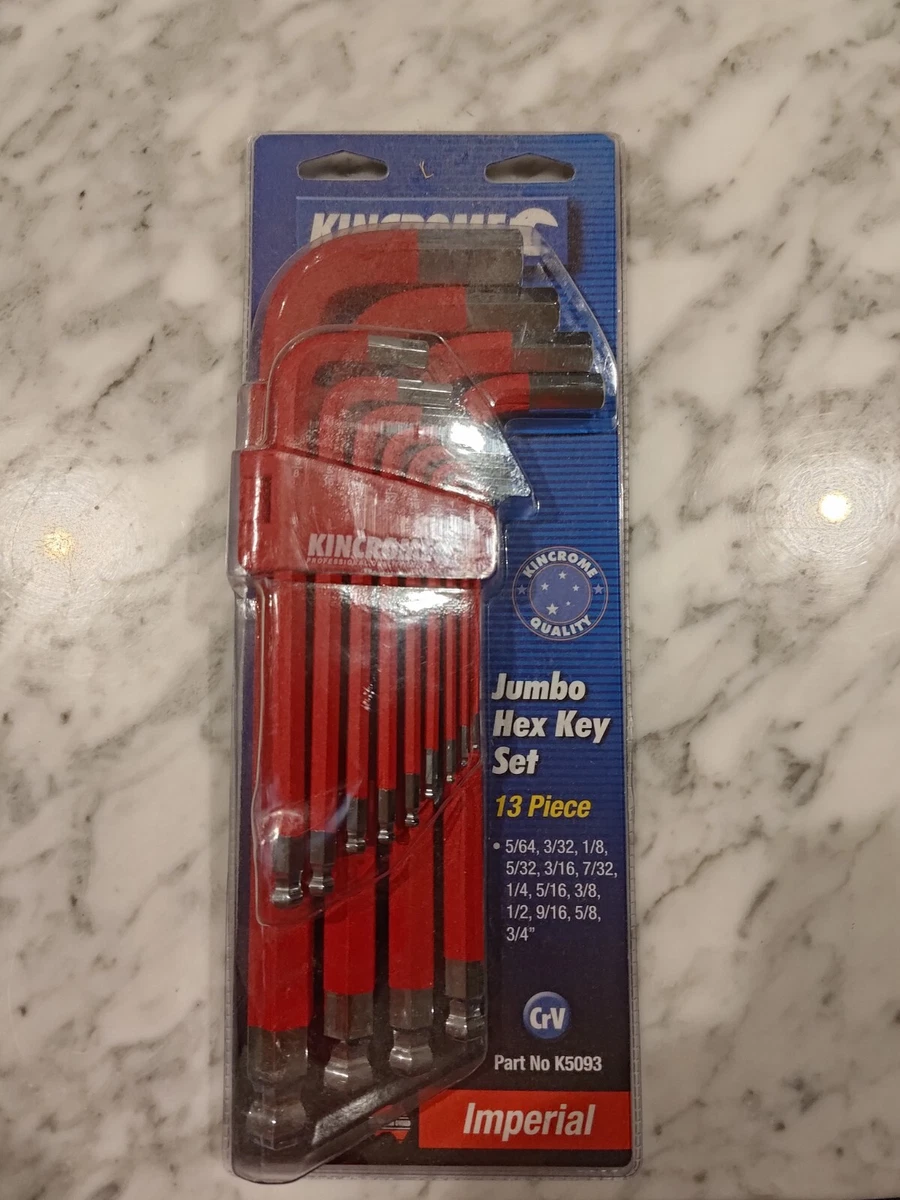 KINCROME
KINCROME
KINCROME
QUALITY
Jumbo
Hex Key
Set
13 Piece
• 5/64, 3/32, 1/8,
5/32, 3/16, 7/32,
1/4, 5/16, 3/8,
1/2, 9/16, 5/8,
3/4”
CrV
Part No K5093
Imperial